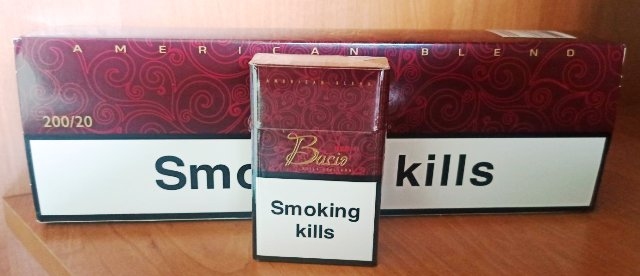 AMERICAN BLEND
200/20
Smo kills
AMERICAN BLEND
Bacio
Smoking
kills